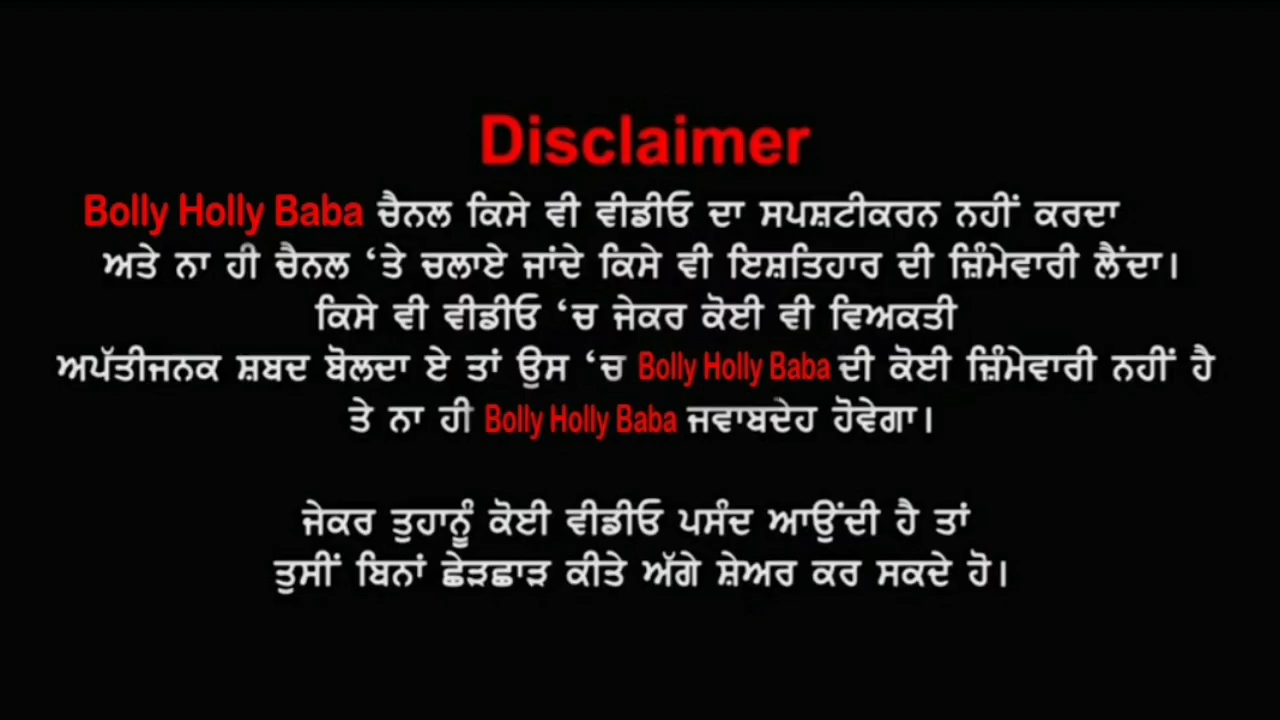 Disclaimer
Bolly Holly Baba ਚੈਨਲ ਕਿਸੇ ਵੀ ਵੀਡੀਓ ਦਾ ਸਪਸ਼ਟੀਕਰਨ ਨਹੀਂ ਕਰਦਾ
ਅਤੇ ਨਾ ਹੀ ਚੈਨਲ ‘ਤੇ ਚਲਾਏ ਜਾਂਦੇ ਕਿਸੇ ਵੀ ਇਸ਼ਤਿਹਾਰ ਦੀ ਜ਼ਿੰਮੇਵਾਰੀ ਲੈਂਦਾ।
ਕਿਸੇ ਵੀ ਵੀਡੀਓ ‘ਚ ਜੇਕਰ ਕੋਈ ਵੀ ਵਿਅਕਤੀ
ਅਪੱਤੀਜਨਕ ਸ਼ਬਦ ਬੋਲਦਾ ਏ ਤਾਂ ਉਸ ‘ਚ Bolly Holly Baba ਦੀ ਕੋਈ ਜ਼ਿੰਮੇਵਾਰੀ ਨਹੀਂ ਹੈ
ਤੇ ਨਾ ਹੀ Bolly Holly Baba ਜਵਾਬਦੇਹ ਹੋਵੇਗਾ।
ਜੇਕਰ ਤੁਹਾਨੂੰ ਕੋਈ ਵੀਡੀਓ ਪਸੰਦ ਆਉਂਦੀ ਹੈ ਤਾਂ
ਤੁਸੀਂ ਬਿਨਾਂ ਛੇੜਛਾੜ ਕੀਤੇ ਅੱਗੇ ਸ਼ੇਅਰ ਕਰ ਸਕਦੇ ਹੋ।